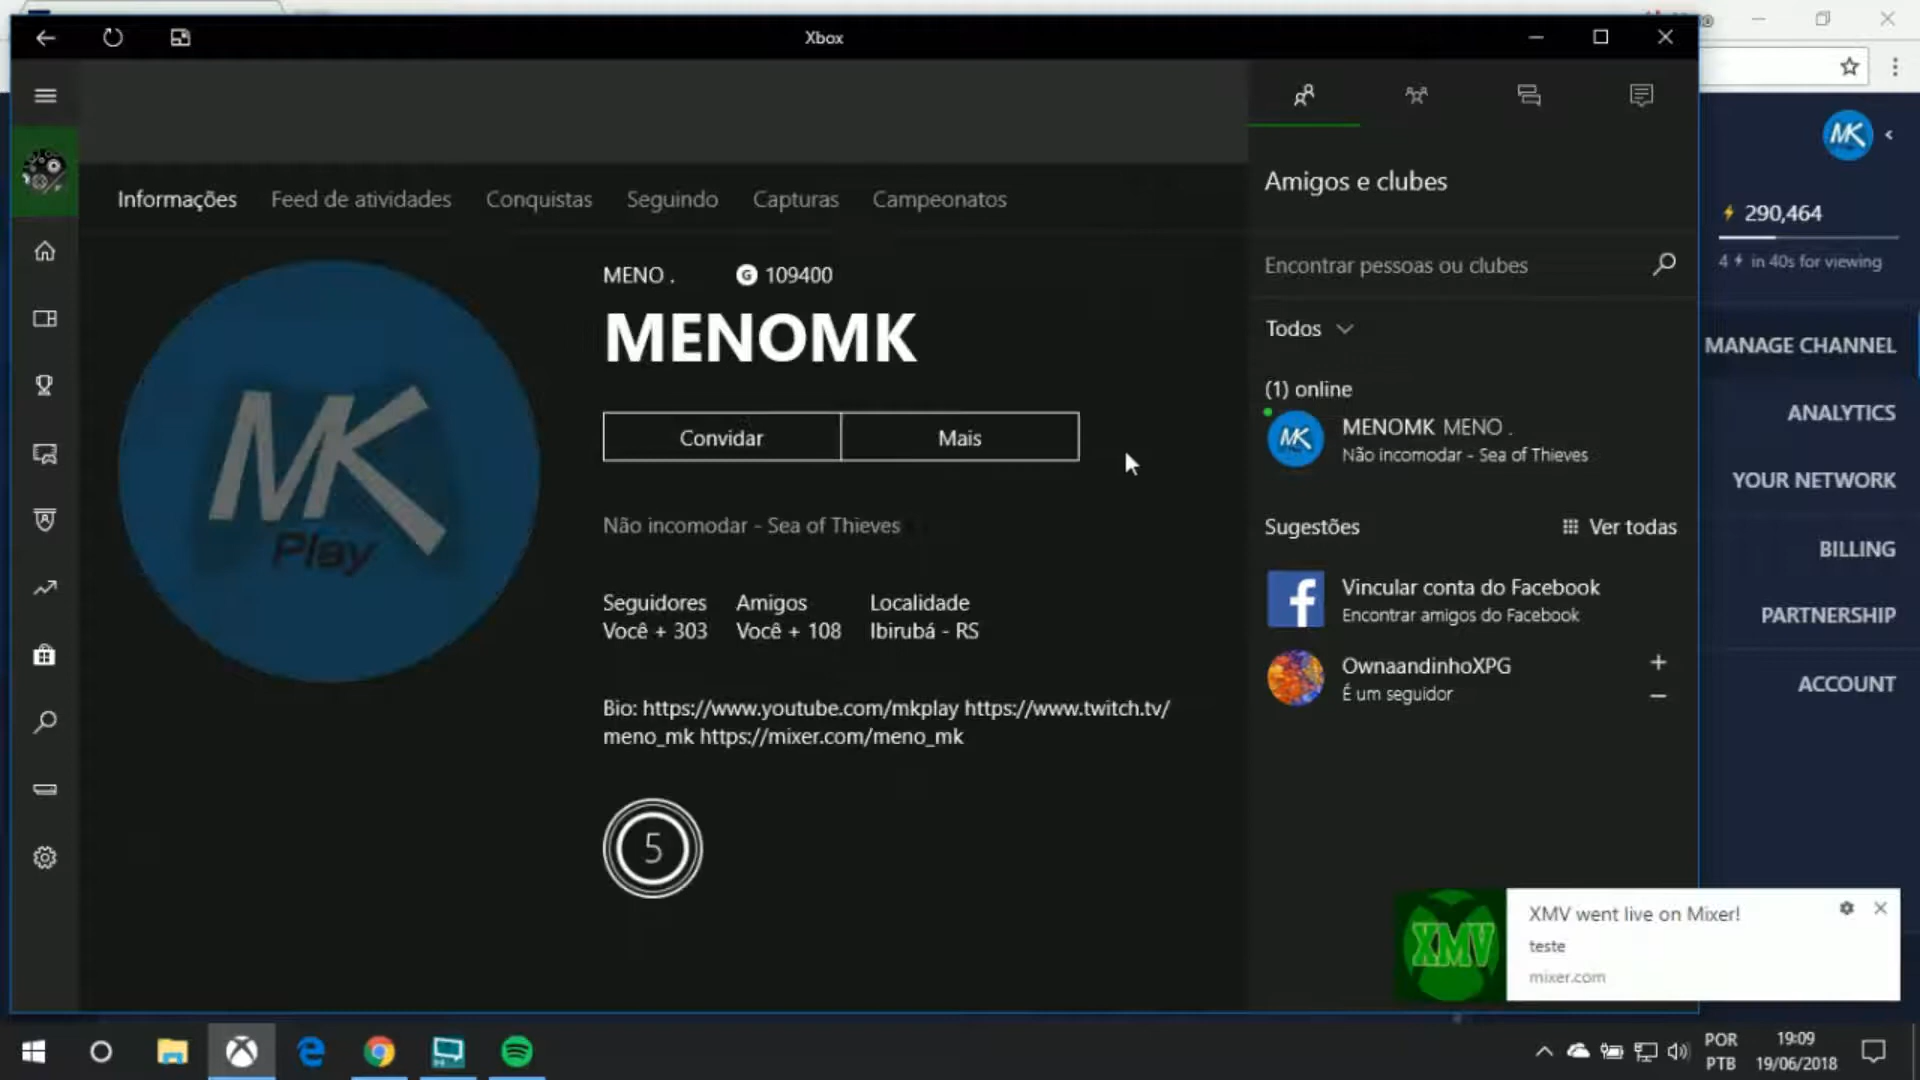 Xbox
Informações Feed de atividades Conquistas Seguindo Capturas Campeonatos
MK
Play
MENO . G 109400
MENOMK
Convidar Mais
Não incomodar - Sea of Thieves
Seguidores Amigos Localidade
Você + 303 Você + 108 Ibirubá - RS
Bio: https://www.youtube.com/mkplay https://www.twitch.tv/
meno_mk https://mixer.com/meno_mk
5
Amigos e clubes
Encontrar pessoas ou clubes
Todos
(1) online
MK
MENOMK MENO .
Não incomodar - Sea of Thieves
Sugestões Ver todas
Vincular conta do Facebook
Encontrar amigos do Facebook
OwnaandinhoXPG
É um seguidor
MK
290,464
4 in 40s for viewing
MANAGE CHANNEL
ANALYTICS
YOUR NETWORK
BILLING
PARTNERSHIP
ACCOUNT
XMV
XMV went live on Mixer!
teste
mixer.com
POR
PTB
19:09
19/06/2018